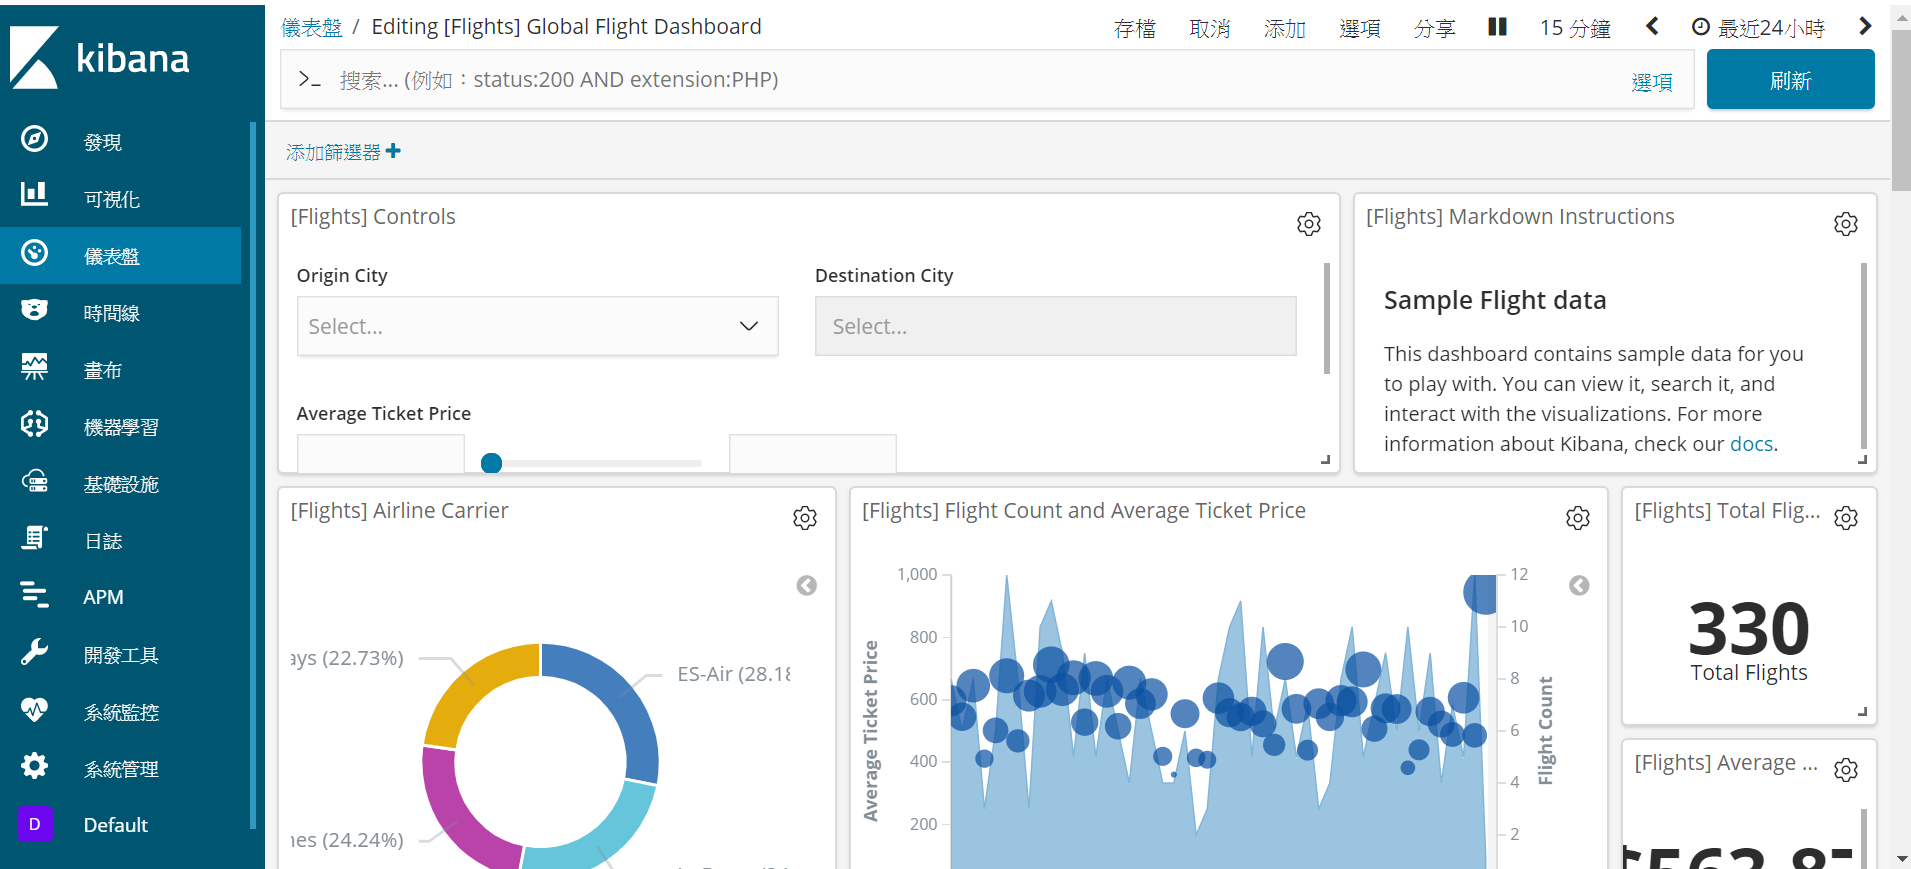 kibana
發現
可視化
儀表盤
時間線
畫布
機器學習
基礎設施
日誌
APM
開發工具
系統監控
系統管理
D Default
儀表盤 / Editing [Flights] Global Flight Dashboard
存檔 取消 添加 選項 分享 15 分鐘 最近24小時
>_ 搜索... (例如：status:200 AND extension:PHP) 選項 刷新
添加篩選器
[Flights] Controls
Origin City
Select...
Destination City
Select...
Average Ticket Price
[Flights] Markdown Instructions
Sample Flight data
This dashboard contains sample data for you
to play with. You can view it, search it, and
interact with the visualizations. For more
information about Kibana, check our docs.
[Flights] Airline Carrier
ays (22.73%)
ES-Air (28.18
nes (24.24%)
[Flights] Flight Count and Average Ticket Price
Average Ticket Price
1,000
800
600
400
200
12
10
8
6
4
2
Flight Count
[Flights] Total Flig...
330
Total Flights
[Flights] Average ...